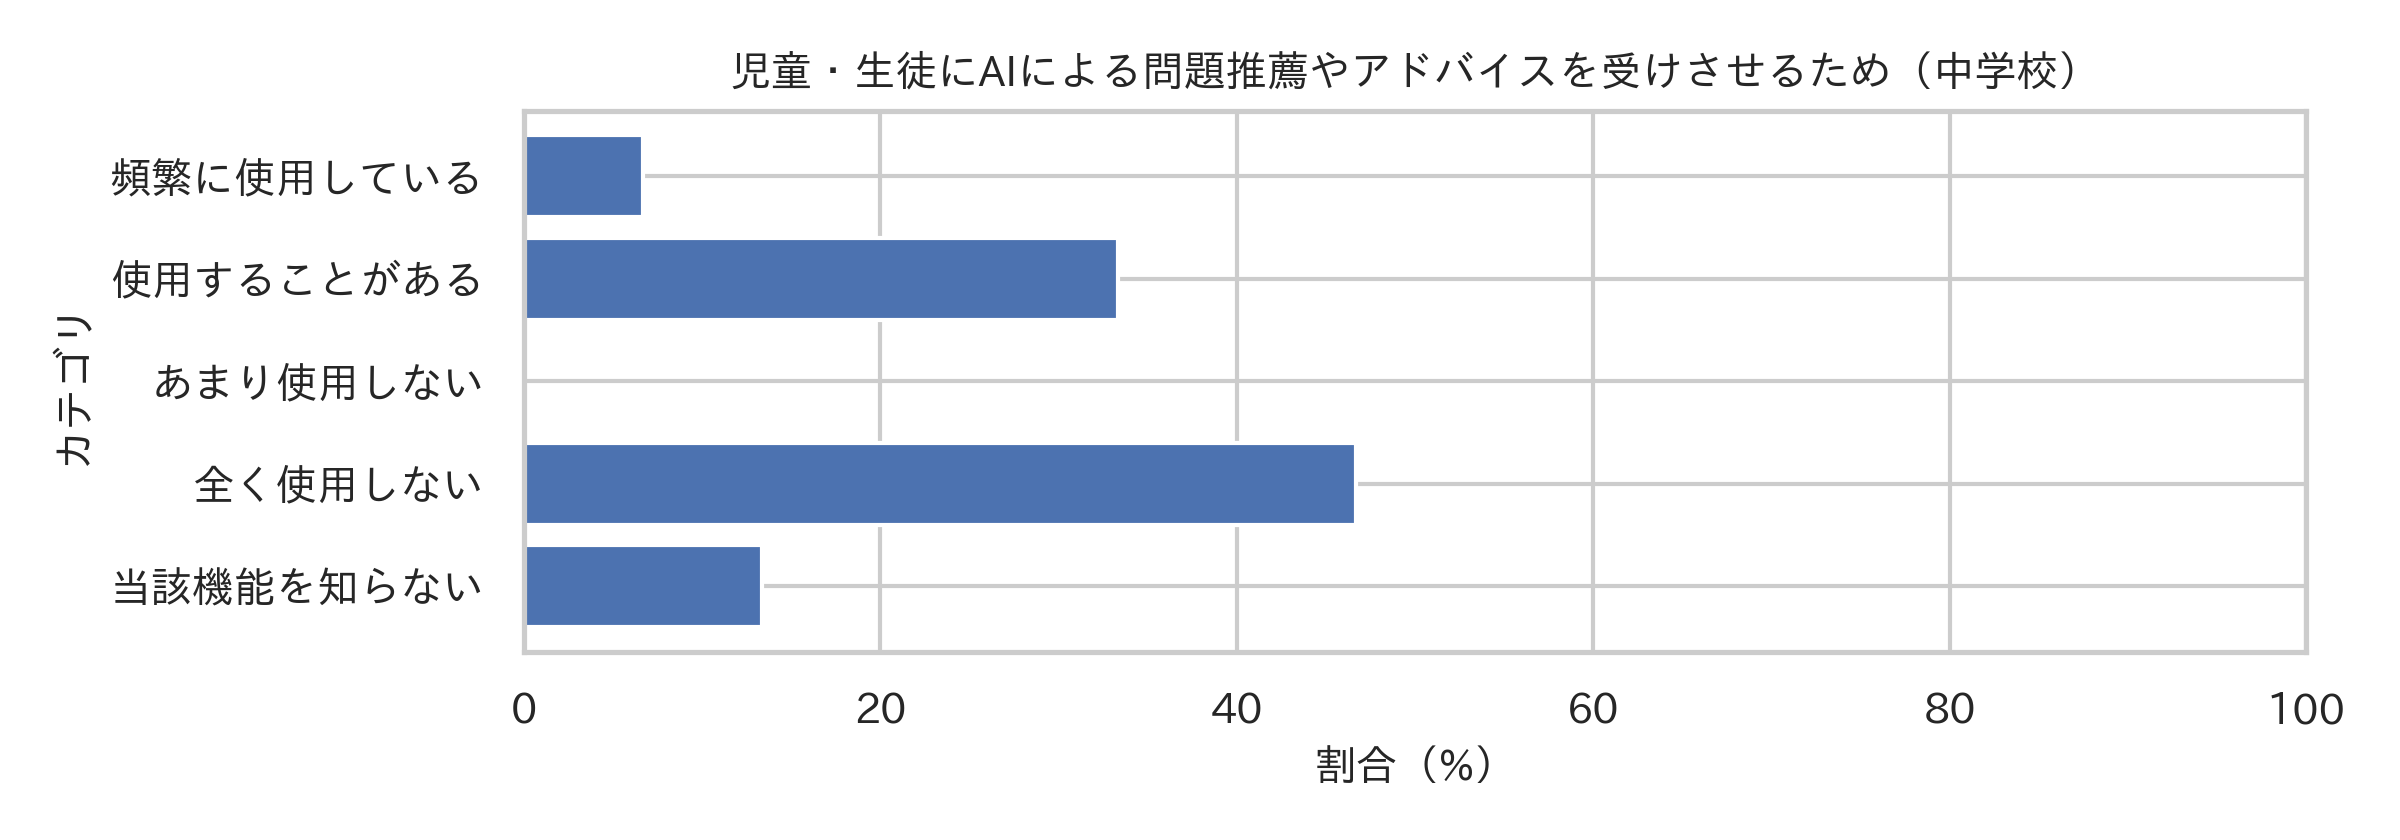 児童・生徒にAIによる問題推薦やアドバイスを受けさせるため（中学校）
カテゴリ
頻繁に使用している
使用することがある
あまり使用しない
全く使用しない
当該機能を知らない
0 20 40 60 80 100
割合（%）